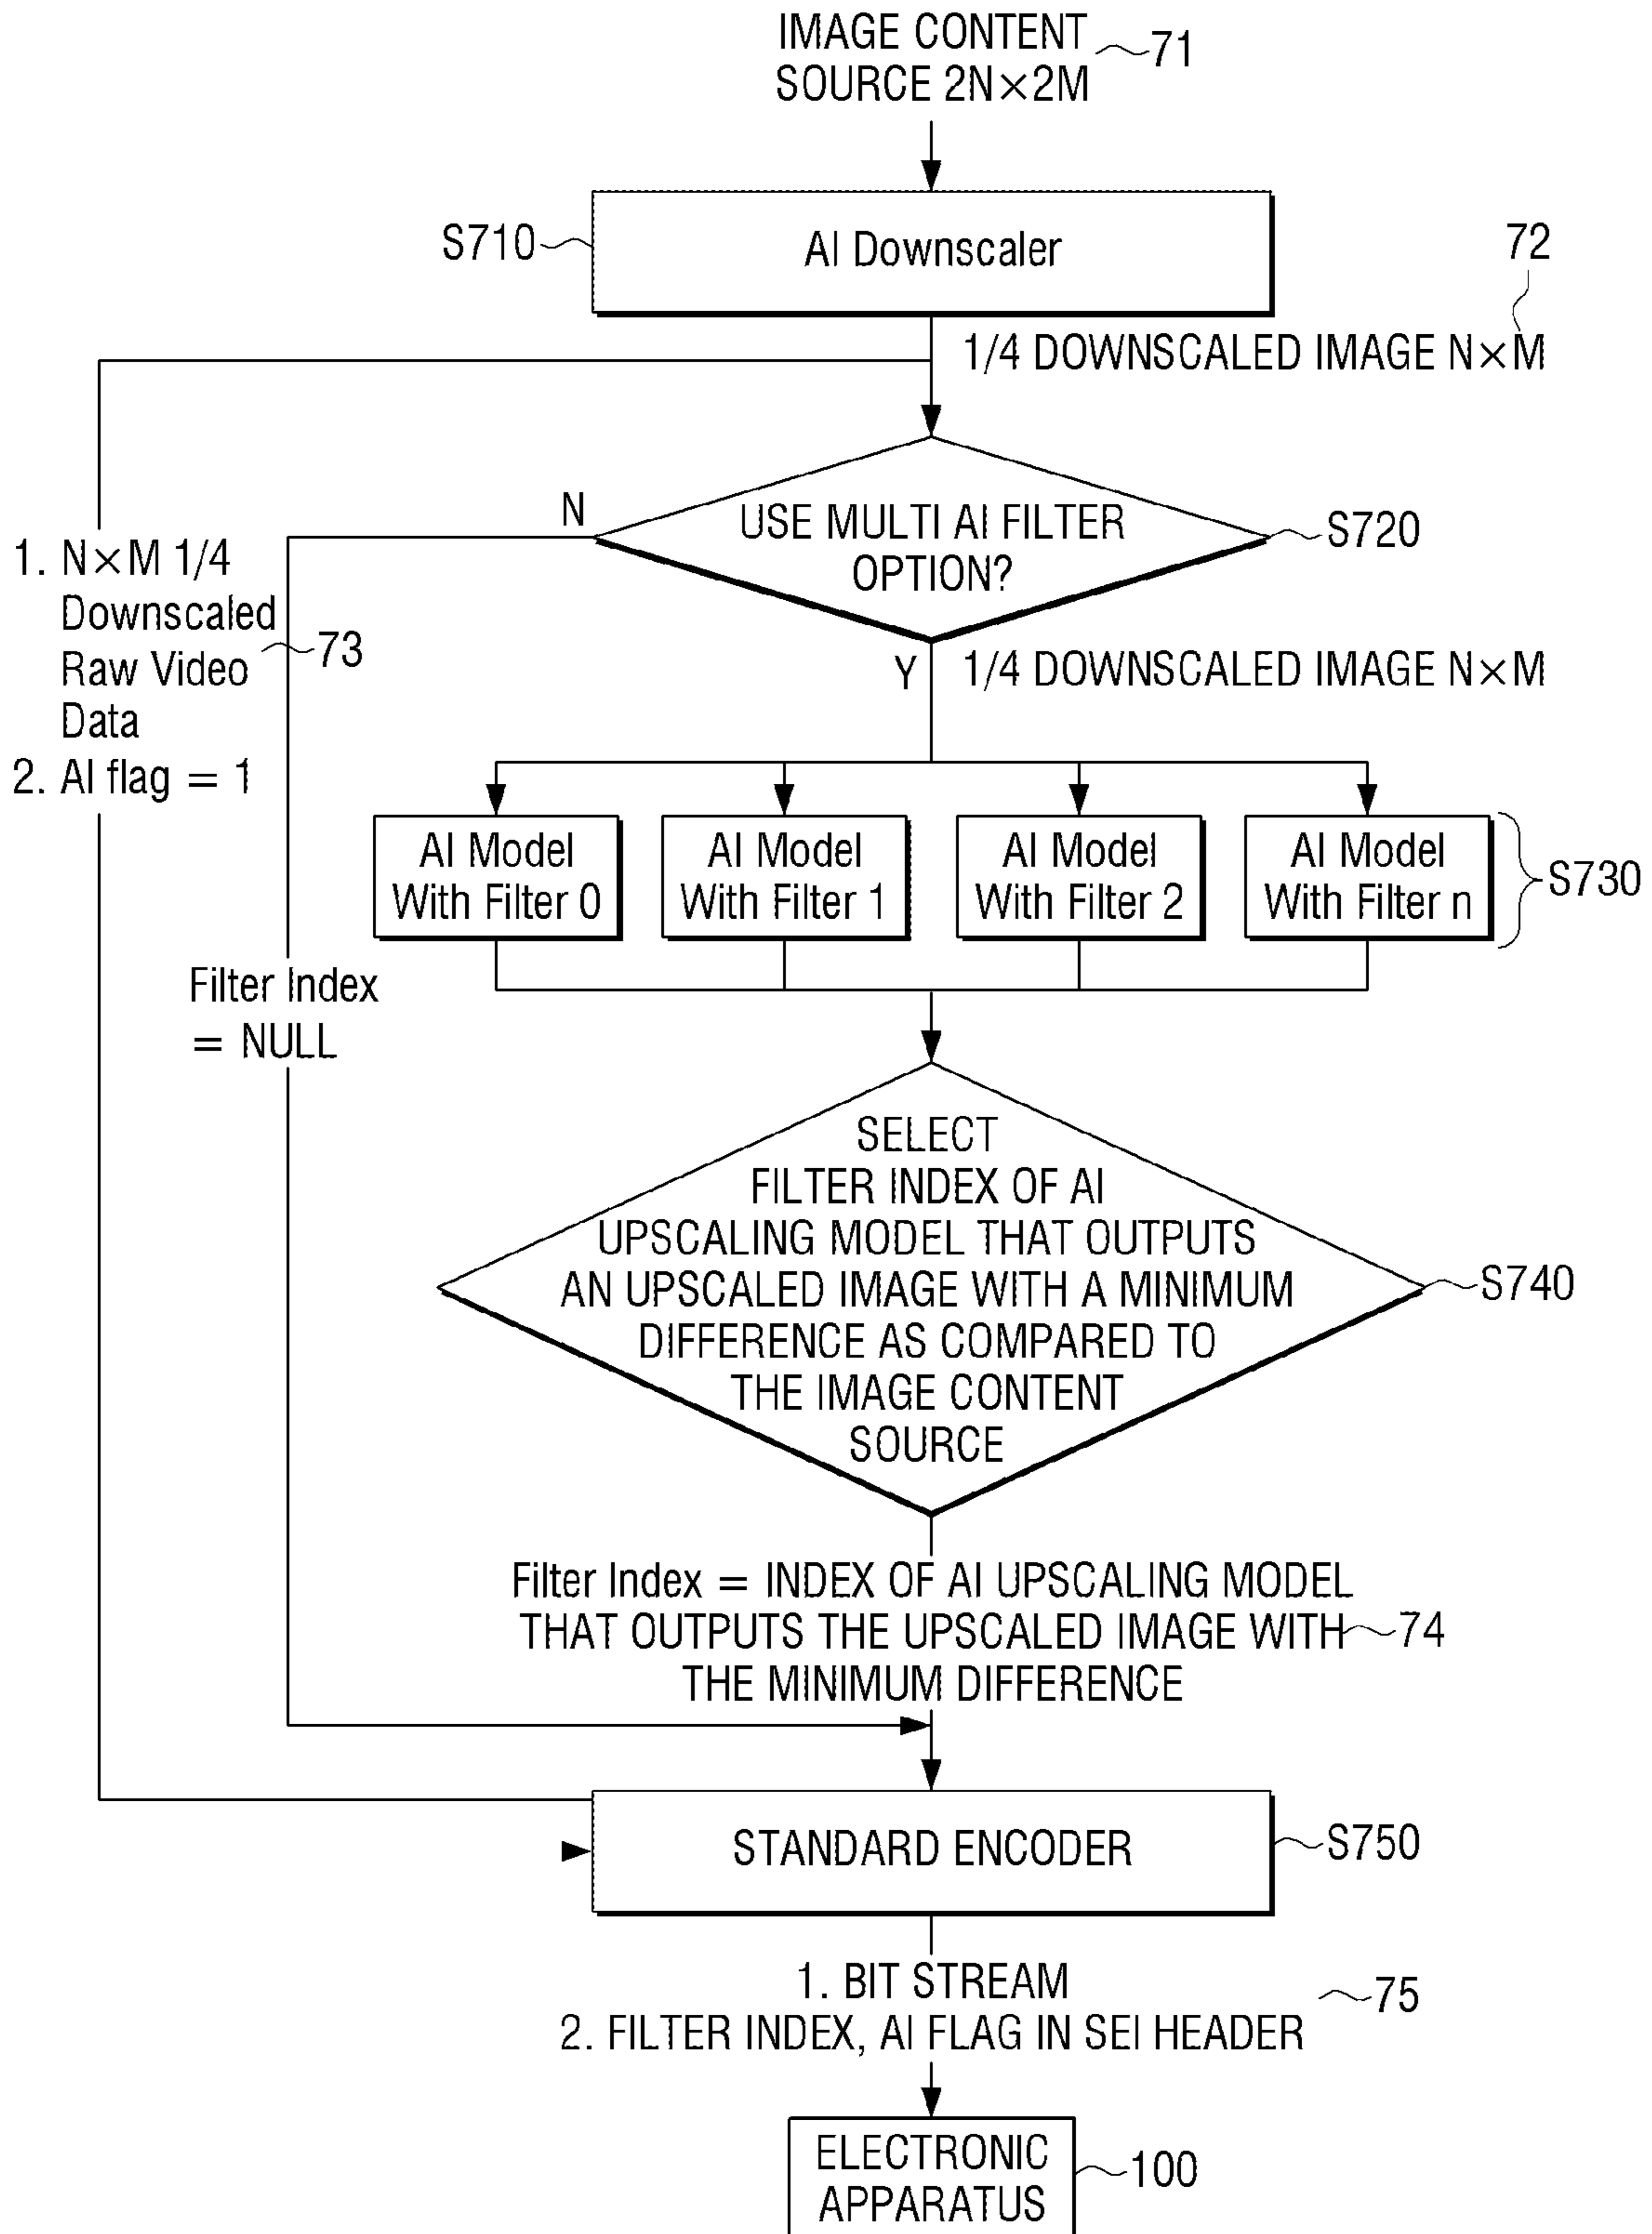 IMAGE CONTENT
SOURCE 2N×2M
71
S710
AI Downscaler
72
1/4 DOWNSCALED IMAGE N×M
N
USE MULTI AI FILTER
OPTION?
S720
1. N×M 1/4
Downscaled
Raw Video
Data
2. AI flag = 1
73
Y
1/4 DOWNSCALED IMAGE N×M
AI Model
With Filter 0
AI Model
With Filter 1
AI Model
With Filter 2
AI Model
With Filter n
S730
Filter Index
= NULL
SELECT
FILTER INDEX OF AI
UPSCALING MODEL THAT OUTPUTS
AN UPSCALED IMAGE WITH A MINIMUM
DIFFERENCE AS COMPARED TO
THE IMAGE CONTENT
SOURCE
S740
Filter Index = INDEX OF AI UPSCALING MODEL
THAT OUTPUTS THE UPSCALED IMAGE WITH
THE MINIMUM DIFFERENCE
74
STANDARD ENCODER
S750
1. BIT STREAM
2. FILTER INDEX, AI FLAG IN SEI HEADER
75
ELECTRONIC
APPARATUS
100